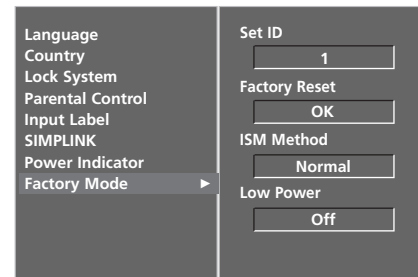 Language
Country
Lock System
Parental Control
Input Label
SIMPLINK
Power Indicator
Factory Mode ►
Set ID
1
Factory Reset
OK
ISM Method
Normal
Low Power
Off